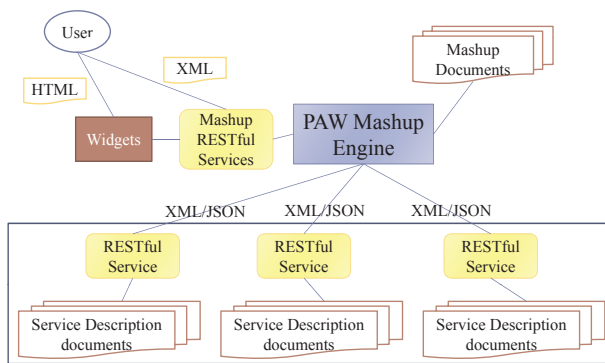 User
XML
HTML
Mashup
Documents
Widgets
Mashup
RESTful
Services
PAW Mashup
Engine
XML/JSON
XML/JSON
XML/JSON
RESTful
Service
RESTful
Service
RESTful
Service
Service Description
documents
Service Description
documents
Service Description
documents